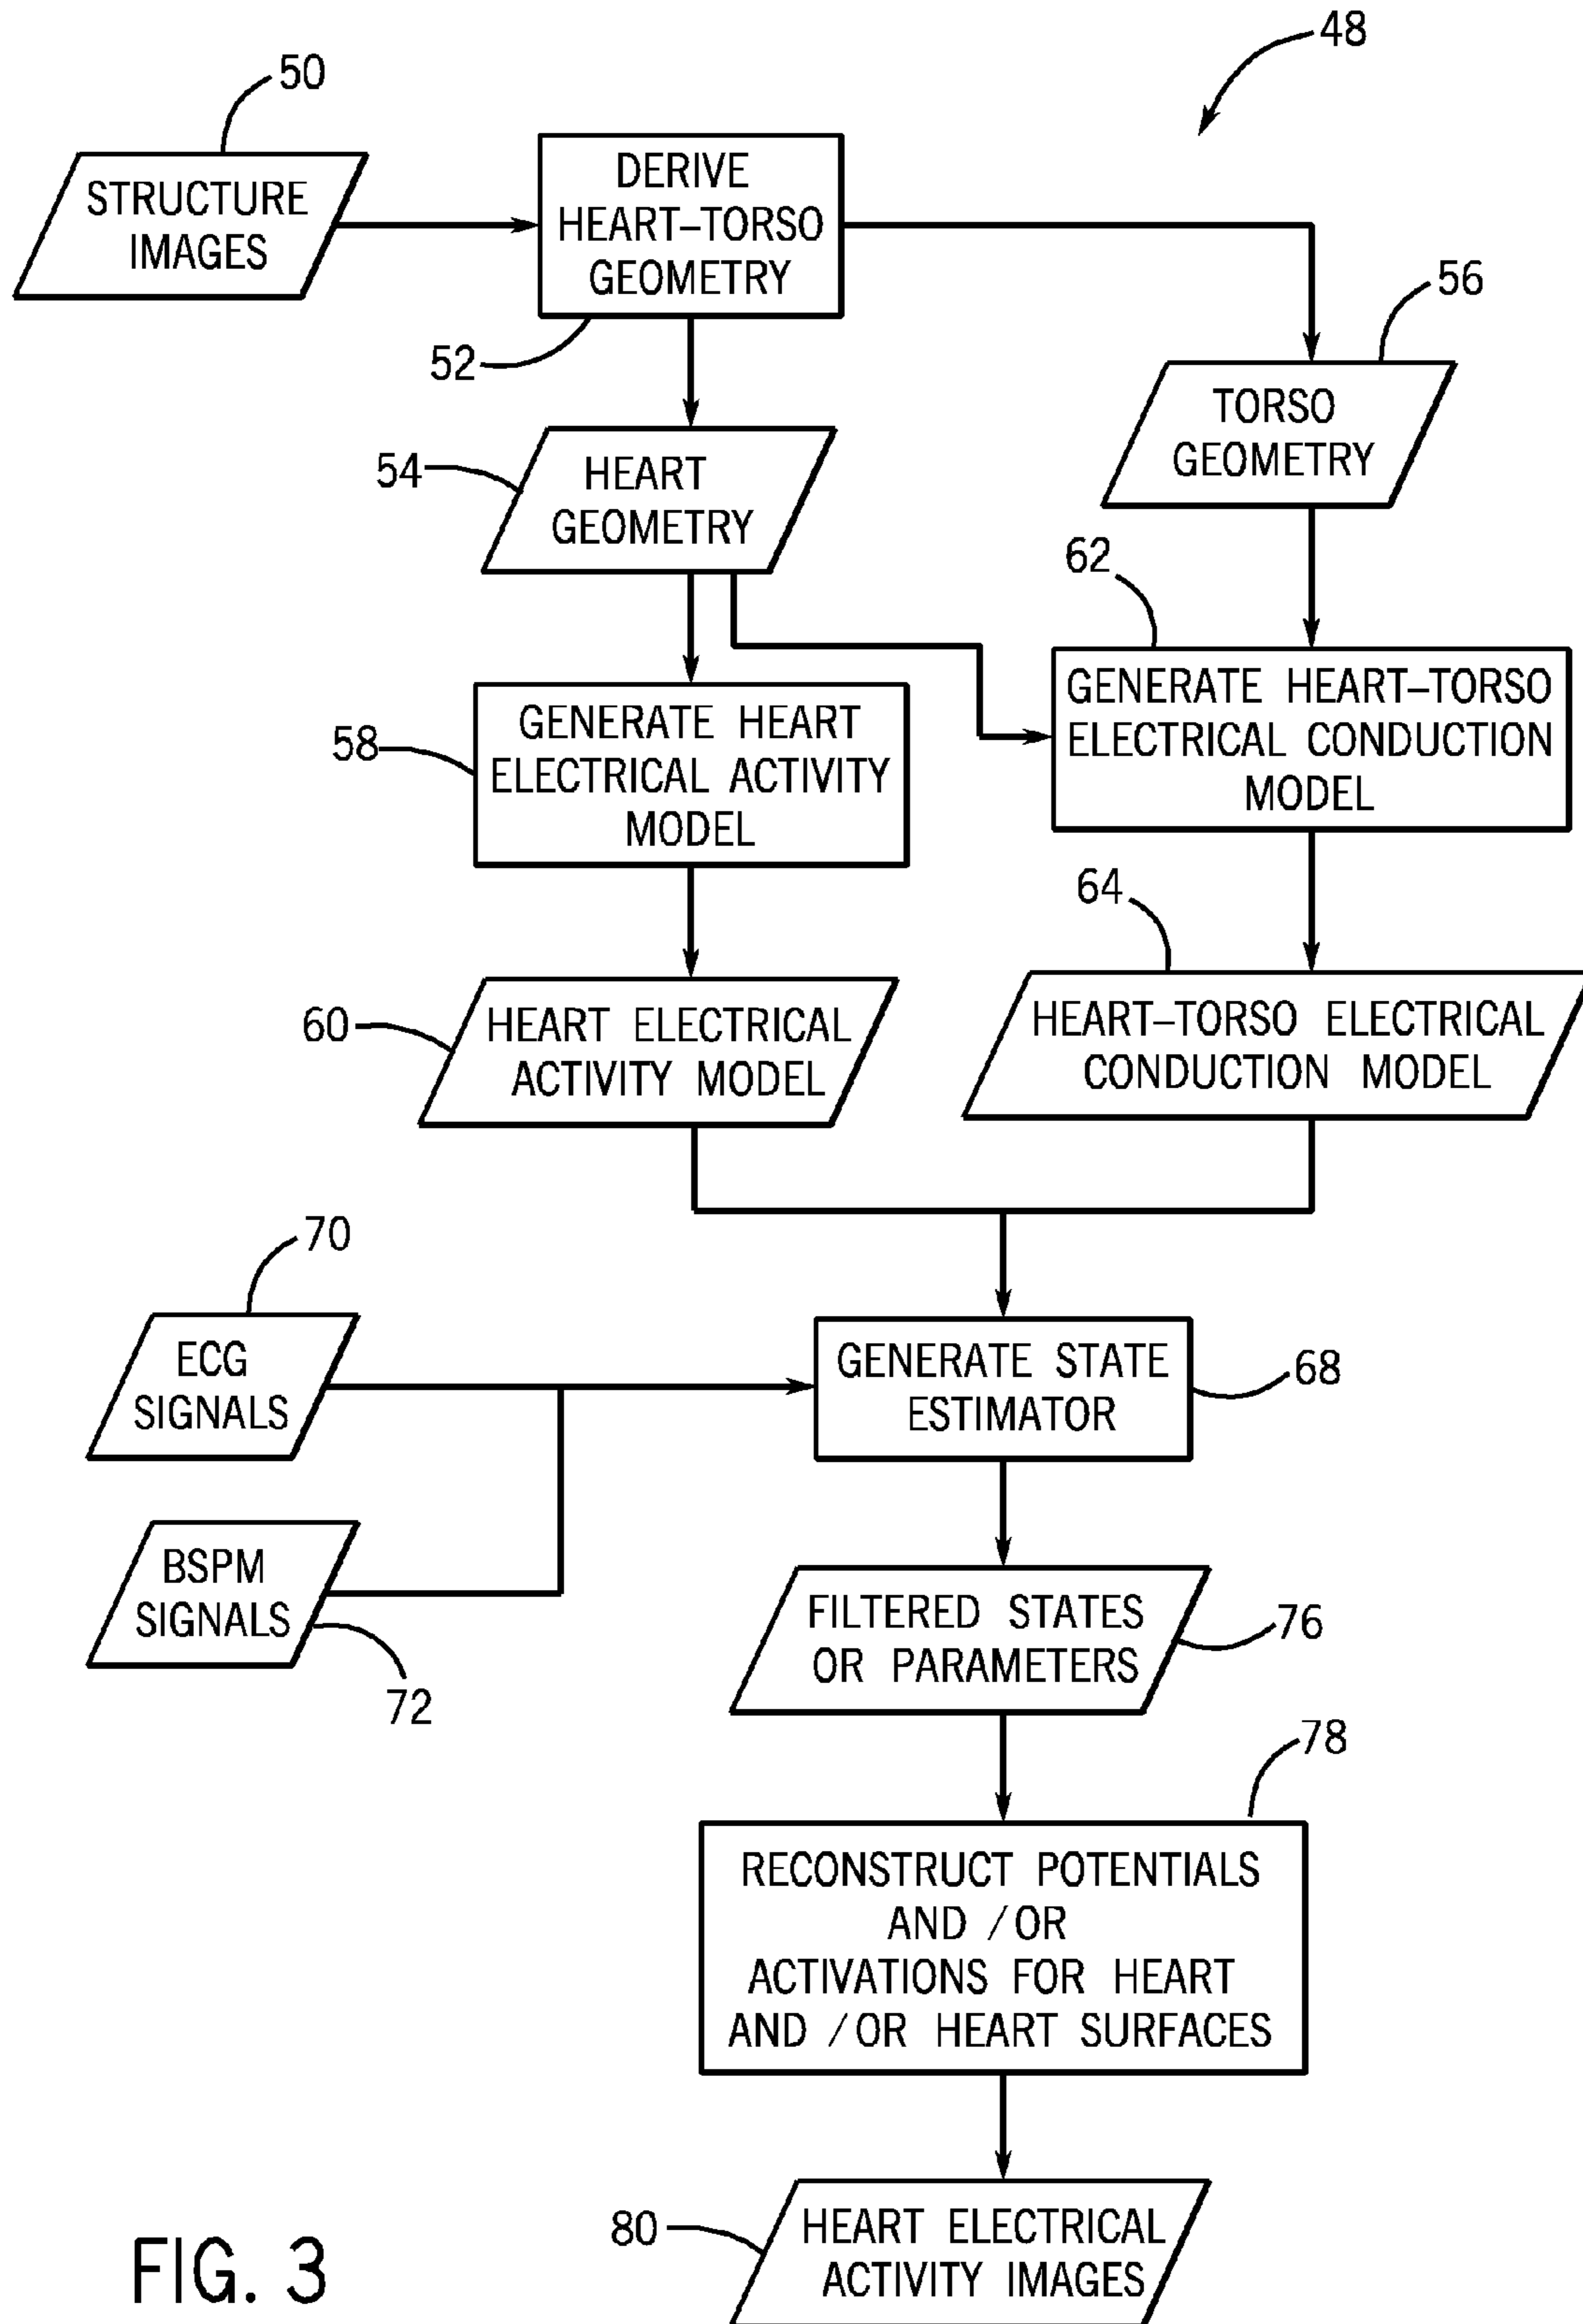 48
50
STRUCTURE
IMAGES
DERIVE
HEART–TORSO
GEOMETRY
52
56
TORSO
GEOMETRY
54
HEART
GEOMETRY
62
GENERATE HEART–TORSO
ELECTRICAL CONDUCTION
MODEL
58
GENERATE HEART
ELECTRICAL ACTIVITY
MODEL
64
60
HEART ELECTRICAL
ACTIVITY MODEL
HEART–TORSO ELECTRICAL
CONDUCTION MODEL
70
ECG
SIGNALS
GENERATE STATE
ESTIMATOR
68
BSPM
SIGNALS
72
FILTERED STATES
OR PARAMETERS
76
78
RECONSTRUCT POTENTIALS
AND /OR
ACTIVATIONS FOR HEART
AND /OR HEART SURFACES
80
HEART ELECTRICAL
ACTIVITY IMAGES
FIG. 3